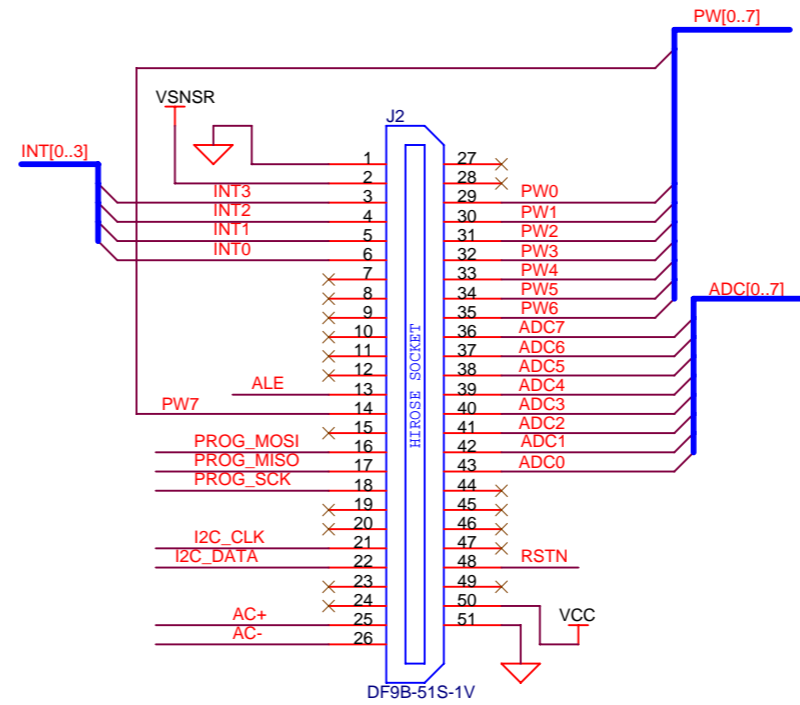 PW[0..7]
VSNSR
J2
INT[0..3]
1 27
2 28
INT3 3 29 PW0
INT2 4 30 PW1
INT1 5 31 PW2
INT0 6 32 PW3
7 33 PW4
8 34 PW5
9 35 PW6
ADC[0..7]
10 36 ADC7
11 37 ADC6
12 38 ADC5
ALE 13 39 ADC4
PW7 14 40 ADC3
15 41 ADC2
PROG_MOSI 16 42 ADC1
PROG_MISO 17 43 ADC0
PROG_SCK 18 44
19 45
20 46
I2C_CLK 21 47
I2C_DATA 22 48 RSTN
23 49
24 50
AC+ 25 51 VCC
AC- 26
HIROSE SOCKET
DF9B-51S-1V